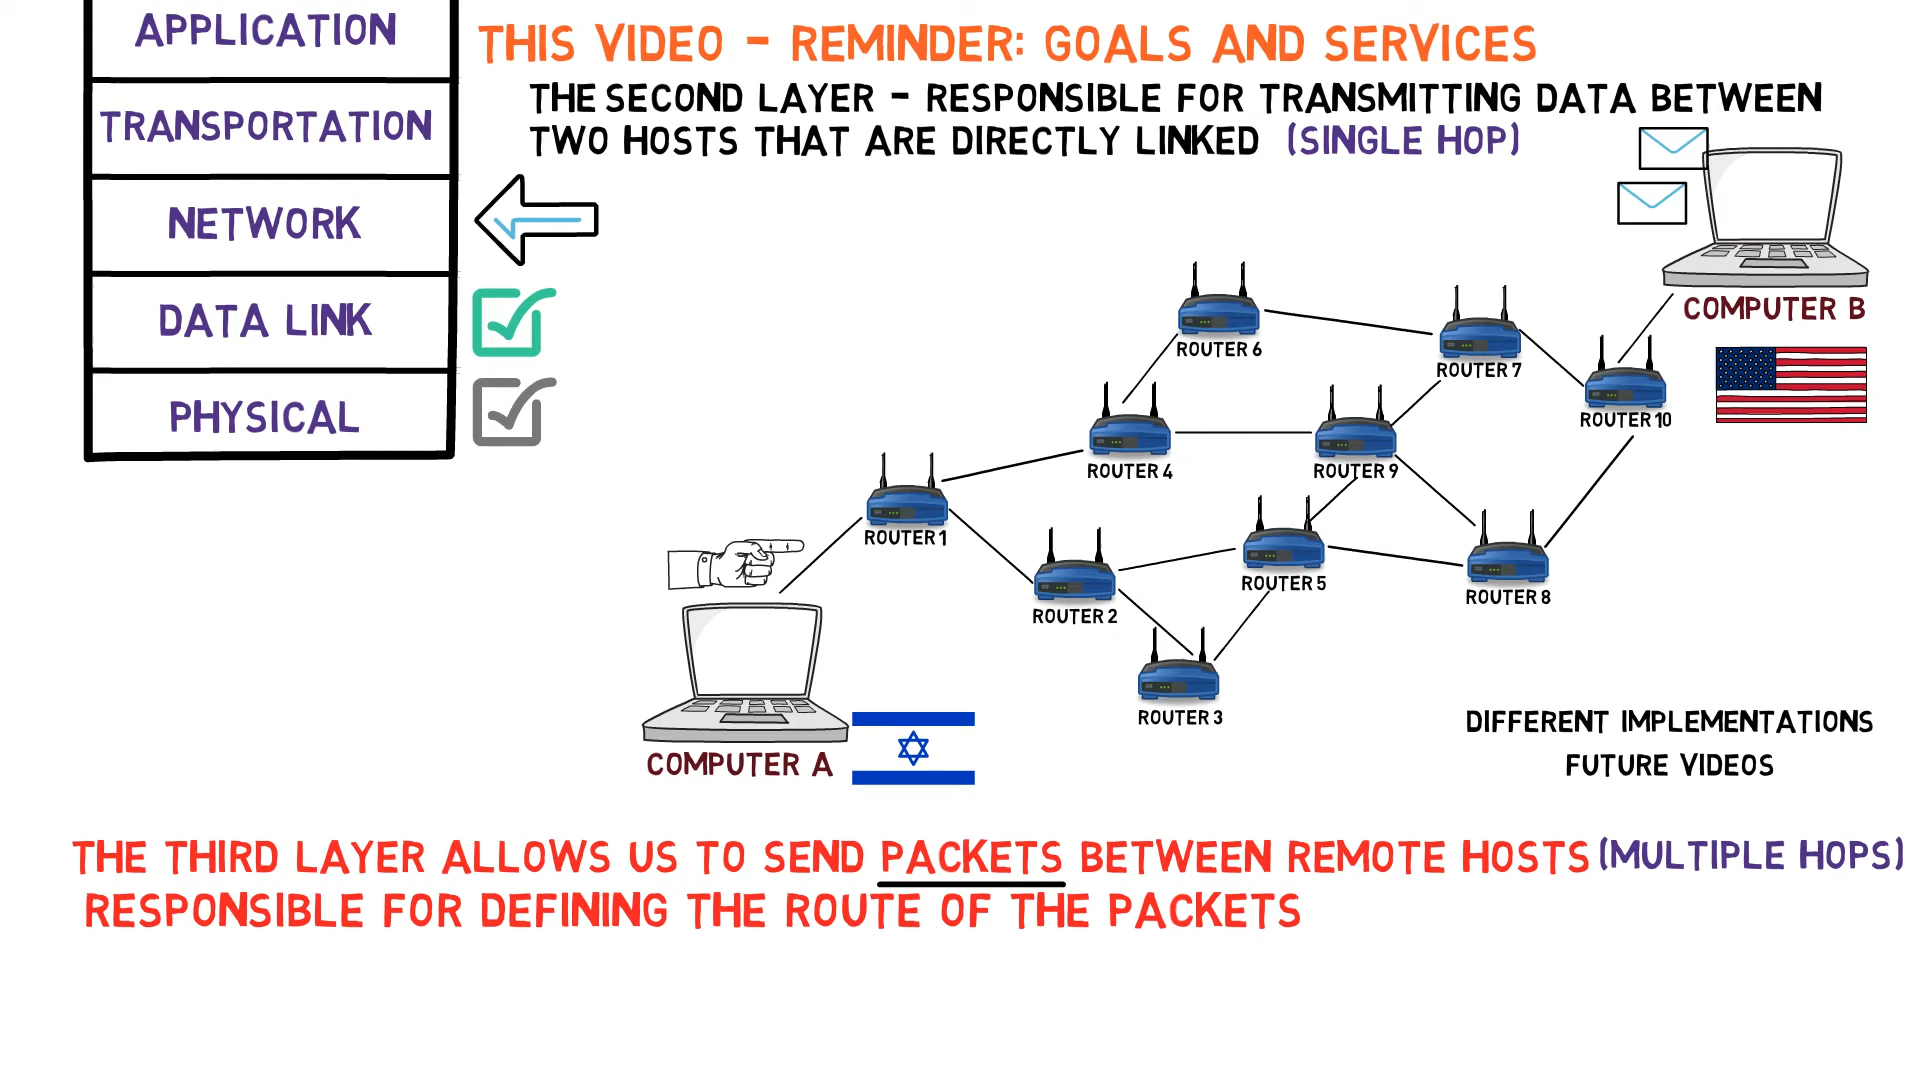 APPLICATION
TRANSPORTATION
NETWORK
DATA LINK
PHYSICAL
THIS VIDEO - REMINDER: GOALS AND SERVICES
THE SECOND LAYER - RESPONSIBLE FOR TRANSMITTING DATA BETWEEN
TWO HOSTS THAT ARE DIRECTLY LINKED (SINGLE HOP)
COMPUTER B
ROUTER 6
ROUTER 7
ROUTER 10
ROUTER 4
ROUTER 9
ROUTER 1
ROUTER 5
ROUTER 8
ROUTER 2
ROUTER 3
COMPUTER A
DIFFERENT IMPLEMENTATIONS
FUTURE VIDEOS
THE THIRD LAYER ALLOWS US TO SEND PACKETS BETWEEN REMOTE HOSTS (MULTIPLE HOPS)
RESPONSIBLE FOR DEFINING THE ROUTE OF THE PACKETS